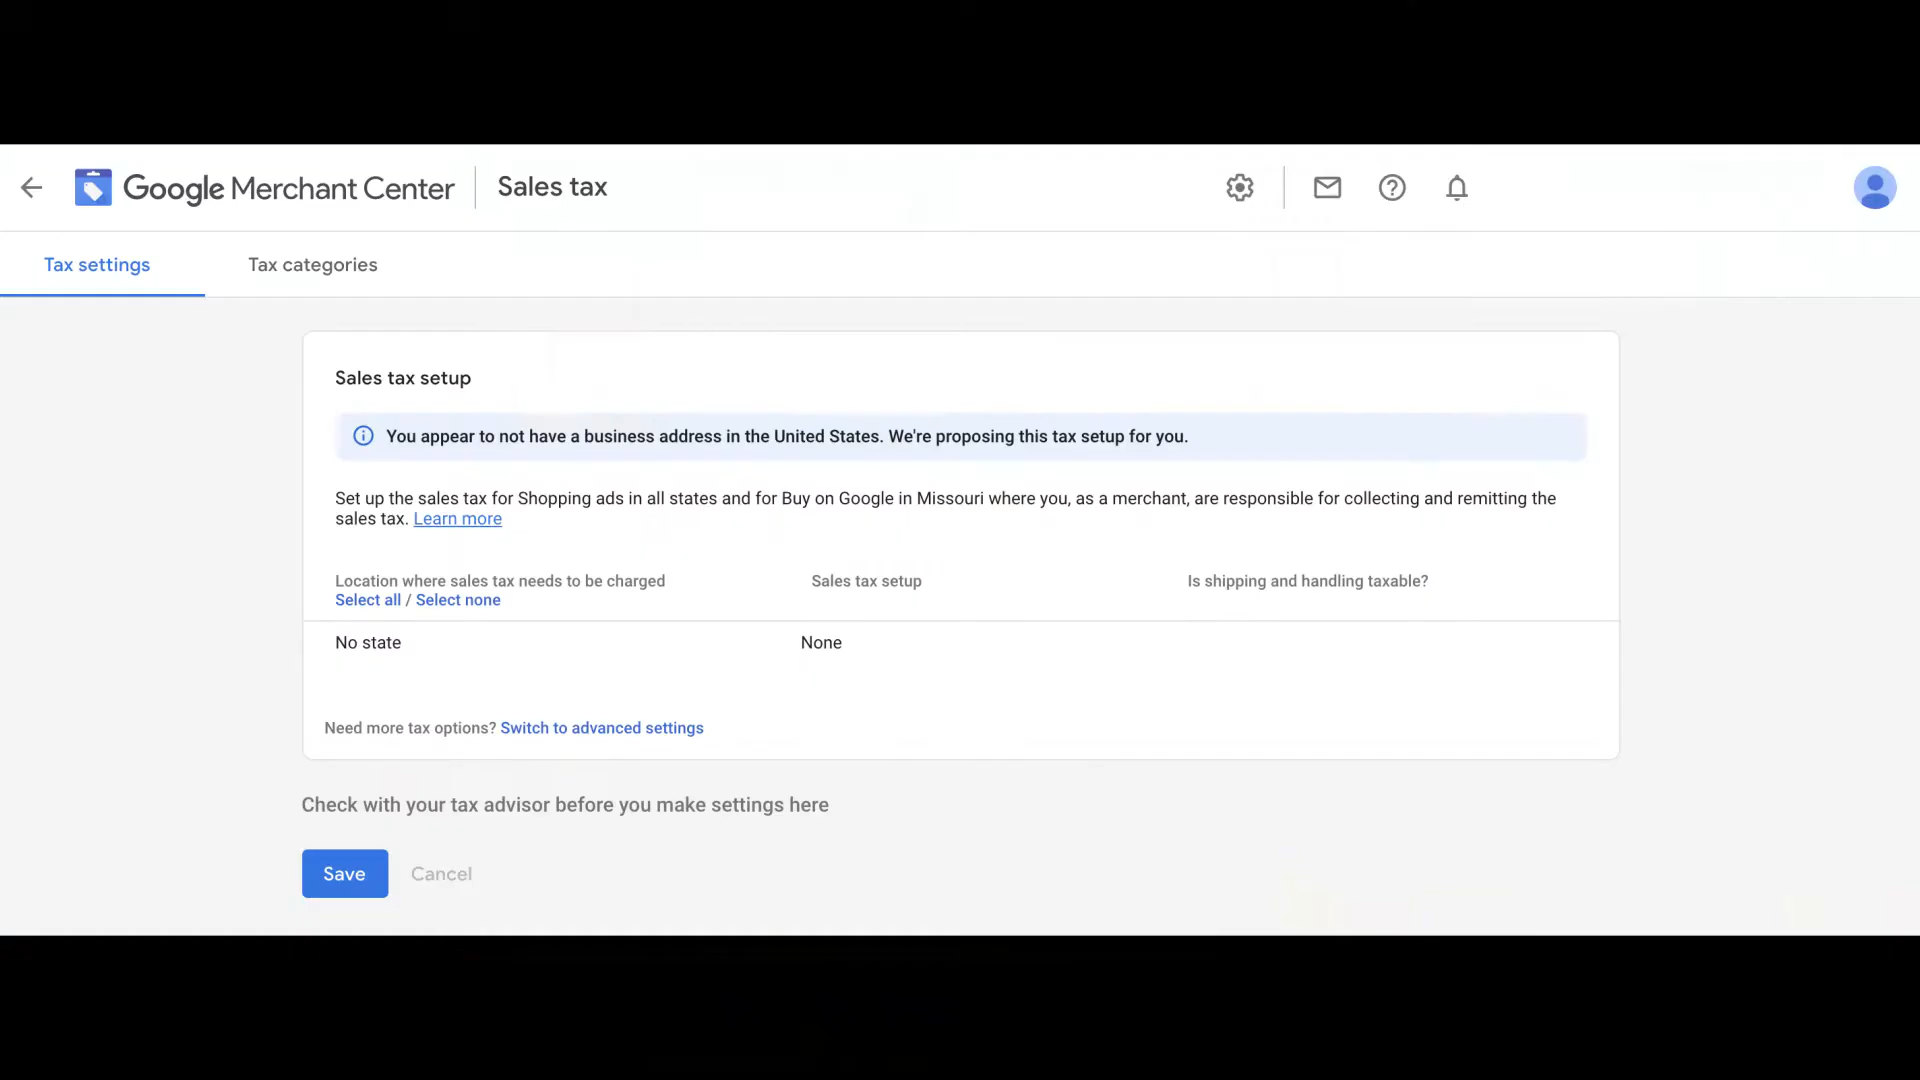 Google Merchant Center
Sales tax
Tax settings
Tax categories
Sales tax setup
You appear to not have a business address in the United States. We're proposing this tax setup for you.
Set up the sales tax for Shopping ads in all states and for Buy on Google in Missouri where you, as a merchant, are responsible for collecting and remitting the
sales tax. Learn more
Location where sales tax needs to be charged
Select all / Select none
Sales tax setup
Is shipping and handling taxable?
No state
None
Need more tax options? Switch to advanced settings
Check with your tax advisor before you make settings here
Save
Cancel